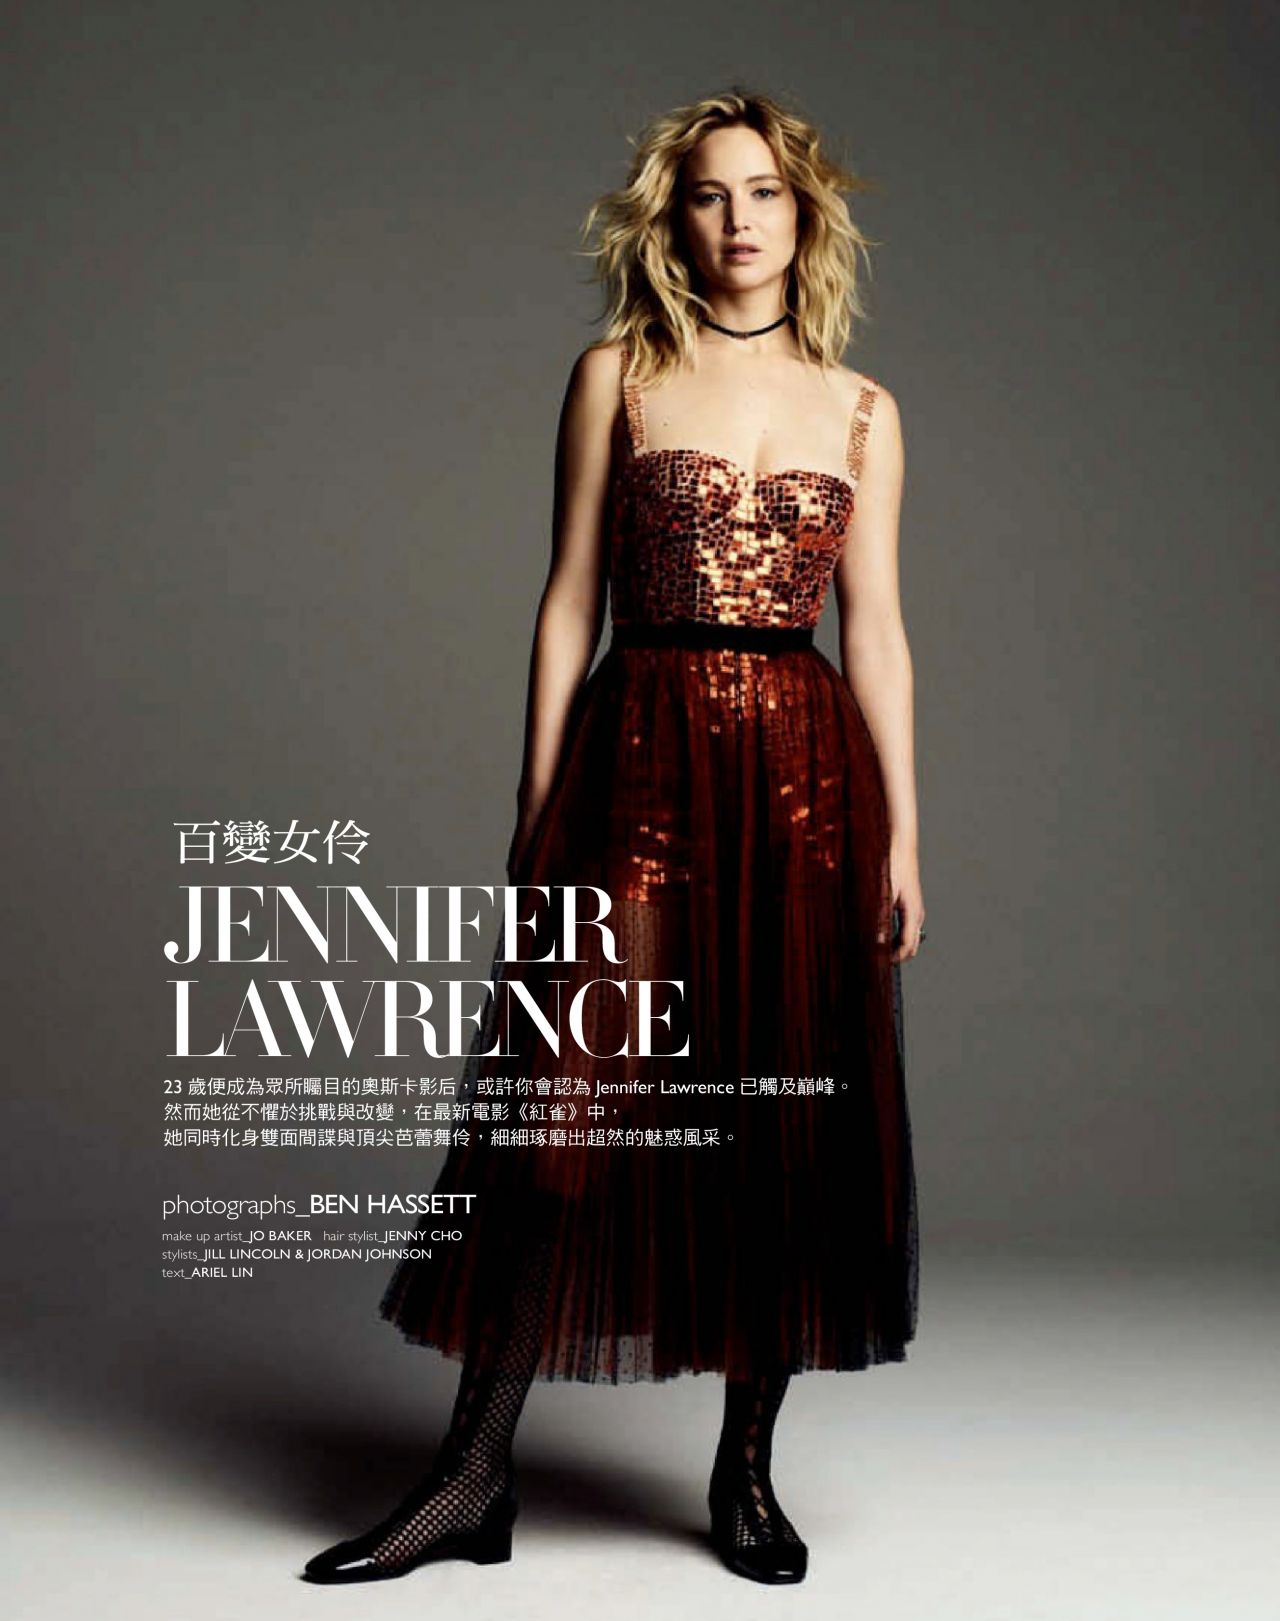 百變女伶
JENNIFER
LAWRENCE
23 歲便成為眾所矚目的奧斯卡影后，或許你會認為 Jennifer Lawrence 已觸及巔峰。
然而她從不懼於挑戰與改變，在最新電影《紅雀》中，
她同時化身雙面間諜與頂尖芭蕾舞伶，細細琢磨出超然的魅惑風采。
photographs_BEN HASSETT
make up artist_JO BAKER hair stylist_JENNY CHO
stylists_JILL LINCOLN & JORDAN JOHNSON
text_ARIEL LIN